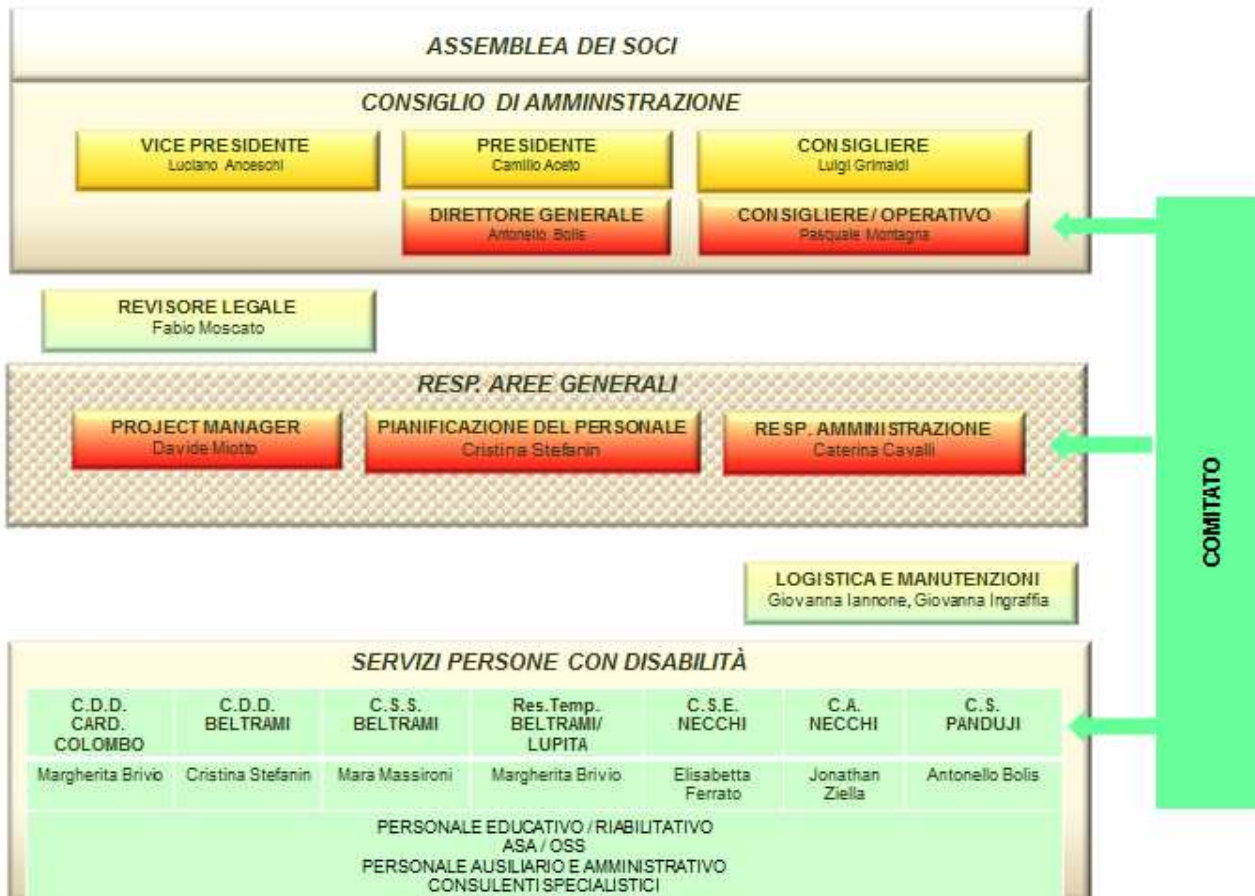 ASSEMBLEA DEI SOCI
CONSIGLIO DI AMMINISTRAZIONE
VICE PRESIDENTE
Luciano Anceschi
PRESIDENTE
Camillo Aceto
CONSIGLIERE
Luigi Grimaldi
DIRETTORE GENERALE
Antonello Bolis
CONSIGLIERE / OPERATIVO
Pasquale Montagna
REVISORE LEGALE
Fabio Moscato
RESP. AREE GENERALI
PROJECT MANAGER
Davide Miotto
PIANIFICAZIONE DEL PERSONALE
Cristina Stefanin
RESP. AMMINISTRAZIONE
Caterina Cavalli
COMITATO
LOGISTICA E MANUTENZIONI
Giovanna Iannone, Giovanna Ingraffia
SERVIZI PERSONE CON DISABILITÀ
C.D.D.
CARD.
COLOMBO
C.D.D.
BELTRAMI
C.S.S.
BELTRAMI
Res.Temp.
BELTRAMI/
LUPITA
C.S.E.
NECCHI
C.A.
NECCHI
C.S.
PANDUJI
Margherita Brivio
Cristina Stefanin
Mara Massironi
Margherita Brivio
Elisabetta
Ferrato
Jonathan
Ziella
Antonello Bolis
PERSONALE EDUCATIVO / RIABILITATIVO
ASA / OSS
PERSONALE AUSILIARIO E AMMINISTRATIVO
CONSULENTI SPECIALISTICI